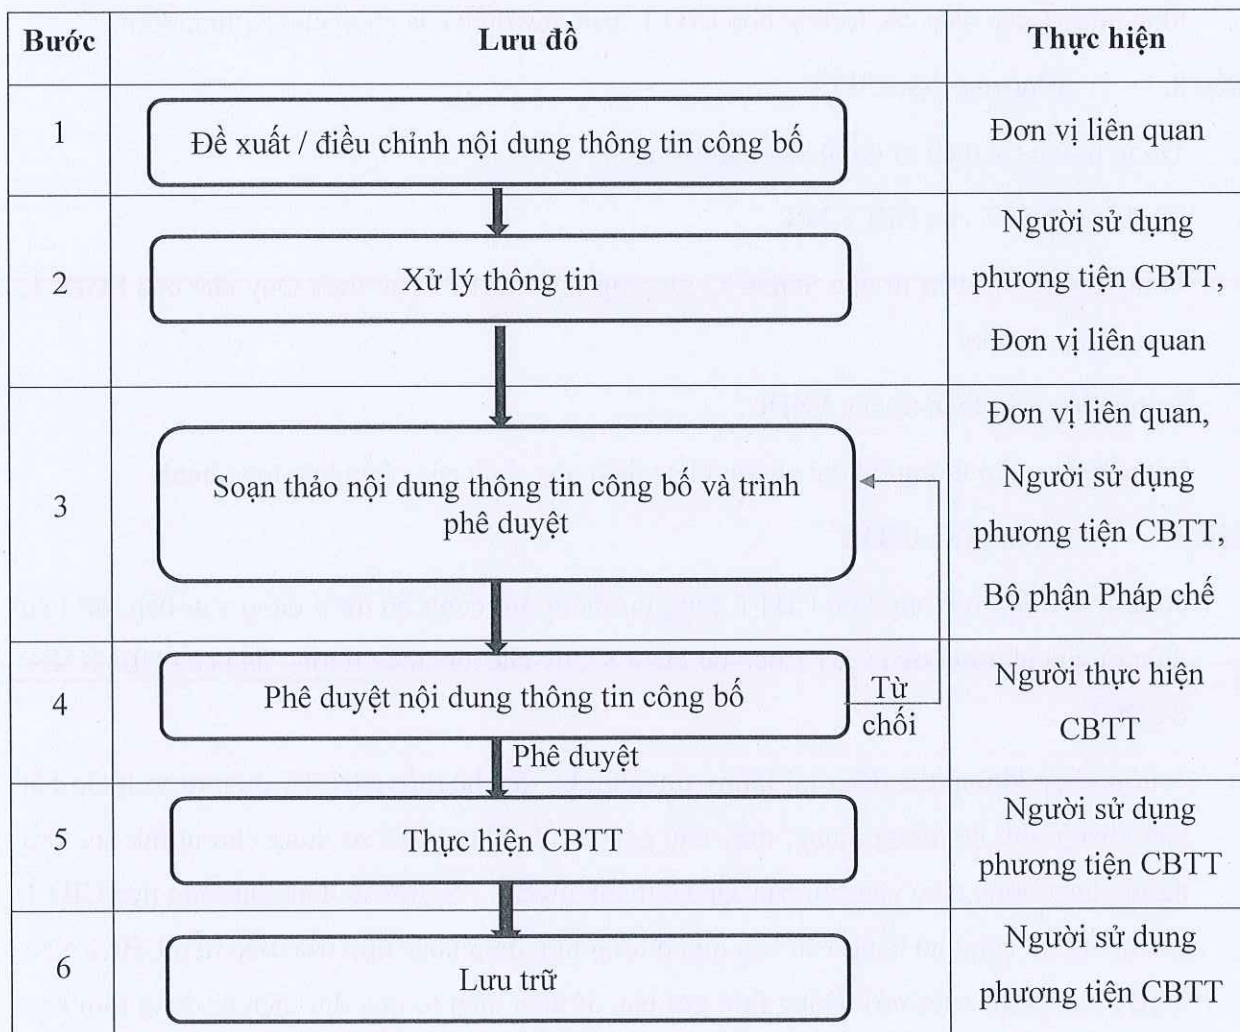 Bước
Lưu đồ
Thực hiện
1
Đề xuất / điều chỉnh nội dung thông tin công bố
Đơn vị liên quan
2
Xử lý thông tin
Người sử dụng
phương tiện CBTT,
Đơn vị liên quan
3
Soạn thảo nội dung thông tin công bố và trình
phê duyệt
Đơn vị liên quan,
Người sử dụng
phương tiện CBTT,
Bộ phân Pháp chế
4
Phê duyệt nội dung thông tin công bố
Từ
chối
Người thực hiện
CBTT
Phê duyệt
5
Thực hiện CBTT
Người sử dụng
phương tiện CBTT
6
Lưu trữ
Người sử dụng
phương tiện CBTT